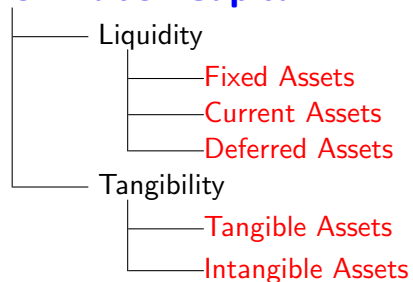 Liquidity
Fixed Assets
Current Assets
Deferred Assets
Tangibility
Tangible Assets
Intangible Assets